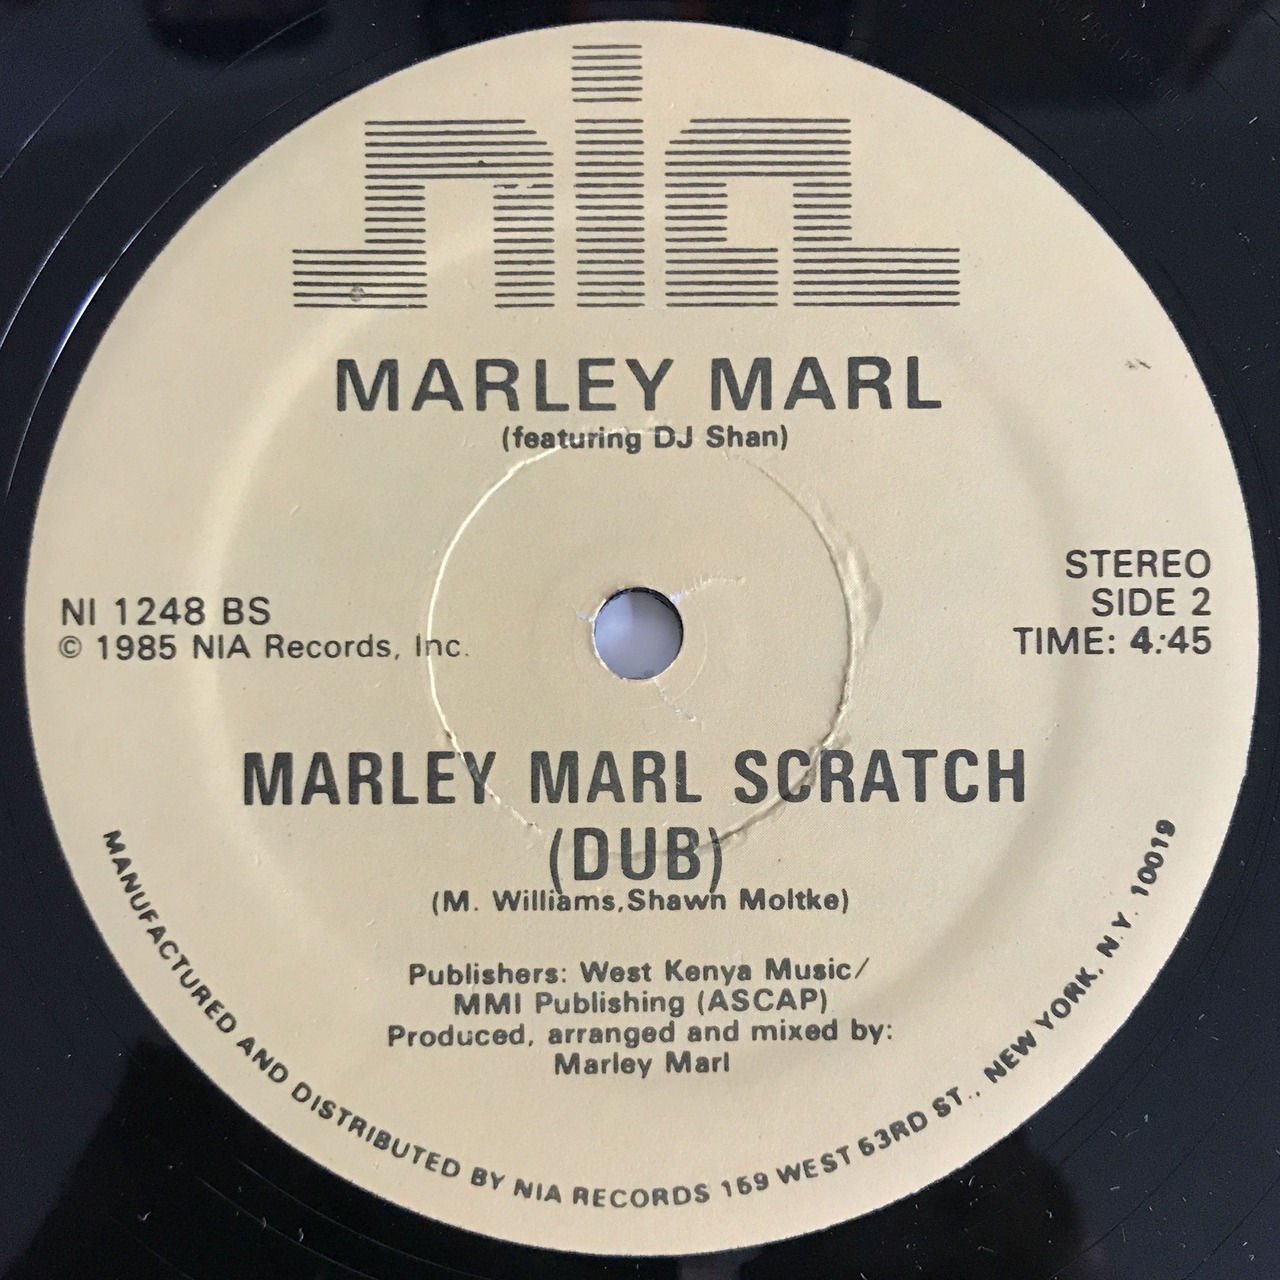 nia
MARLEY MARL
(featuring DJ Shan)
NI 1248 BS
© 1985 NIA Records, Inc.
STEREO
SIDE 2
TIME: 4:45
MARLEY MARL SCRATCH
(DUB)
(M. Williams,Shawn Moltke)
Publishers: West Kenya Music/
MMI Publishing (ASCAP)
Produced, arranged and mixed by:
Marley Marl
MANUFACTURED AND DISTRIBUTED BY NIA RECORDS 159 WEST 53RD ST., NEW YORK, N.Y. 10019